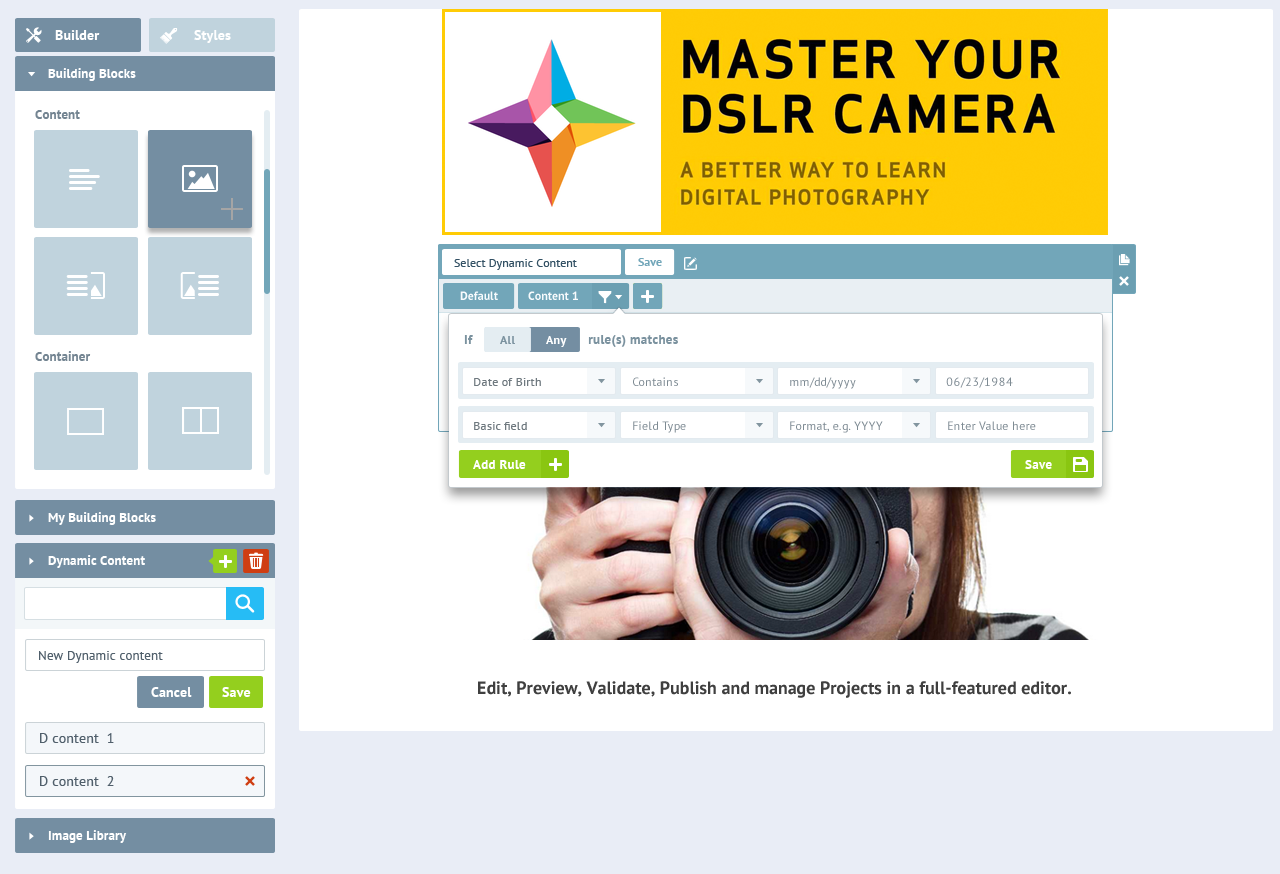 Builder
Styles
Building Blocks
Content
Container
My Building Blocks
Dynamic Content
New Dynamic content
Cancel
Save
D content 1
D content 2
Image Library
MASTER YOUR
DSLR CAMERA
A BETTER WAY TO LEARN
DIGITAL PHOTOGRAPHY
Select Dynamic Content
Save
Default
Content 1
If
All
Any
rule(s) matches
Date of Birth
Contains
mm/dd/yyyy
06/23/1984
Basic field
Field Type
Format, e.g. YYYY
Enter Value here
Add Rule
Save
Edit, Preview, Validate, Publish and manage Projects in a full-featured editor.